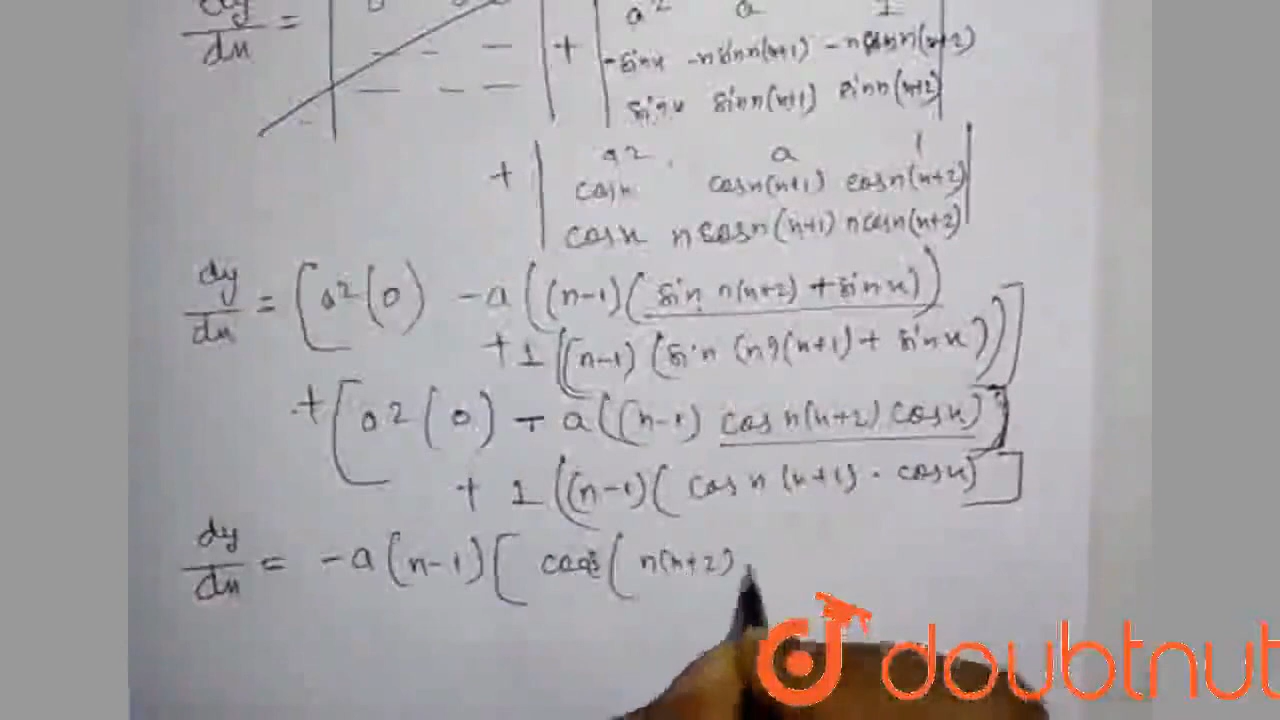 dy/dx = | | + | a² a 1
-sinx -n sin n(x+1) -n sin n(x+2)
sinx sin n(x+1) sin n(x+2) |
+ | a² a 1
cosx cos n(x+1) cos n(x+2)
cosx n cos n(x+1) n cos n(x+2) |
dy/dx = [ a² (0) - a ((n-1) (sin n(x+2) + sin x))
+ 1 ((n-1) (sin (n)(x+1) + sin x)) ]
+ [ a² (0) - a ((n-1) cos n(x+2) cos x)
+ 1 ((n-1) (cos n (x+1) . cos x) ]
dy/dx = -a (n-1) [ cos ( n(x+2)
doubtnut